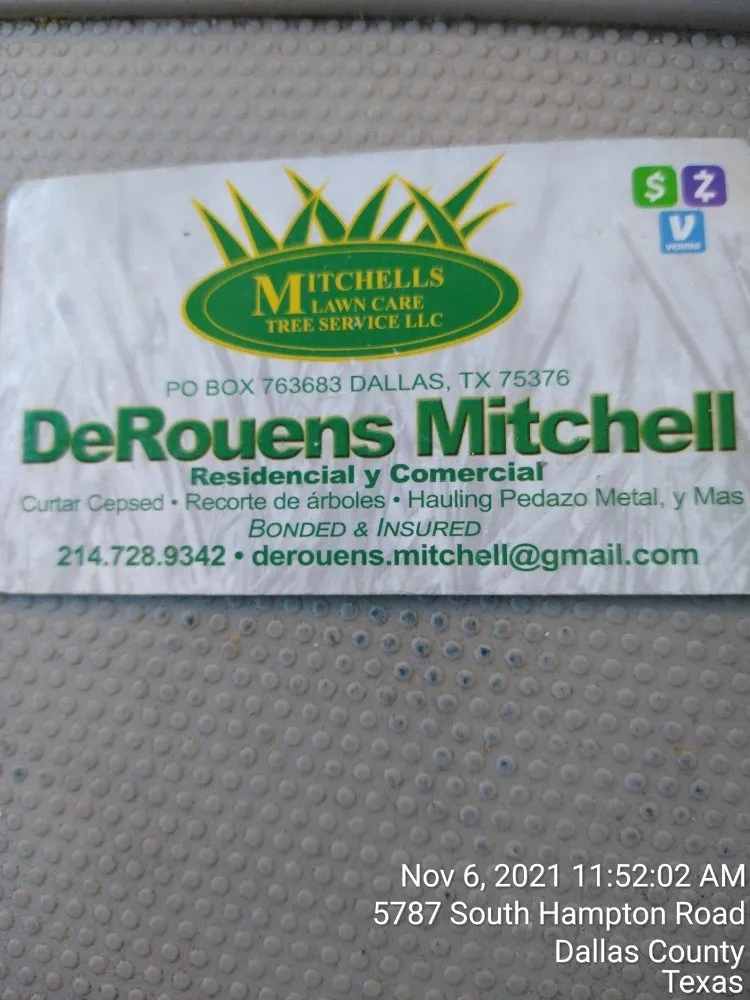 $ Z
V
venmo
MITCHELLS
LAWN CARE
TREE SERVICE LLC
PO BOX 763683 DALLAS, TX 75376
DeRouens Mitchell
Residencial y Comercial
Curtar Cepsed • Recorte de árboles • Hauling Pedazo Metal, y Mas
BONDED & INSURED
214.728.9342 • derouens.mitchell@gmail.com
Nov 6, 2021 11:52:02 AM
5787 South Hampton Road
Dallas County
Texas